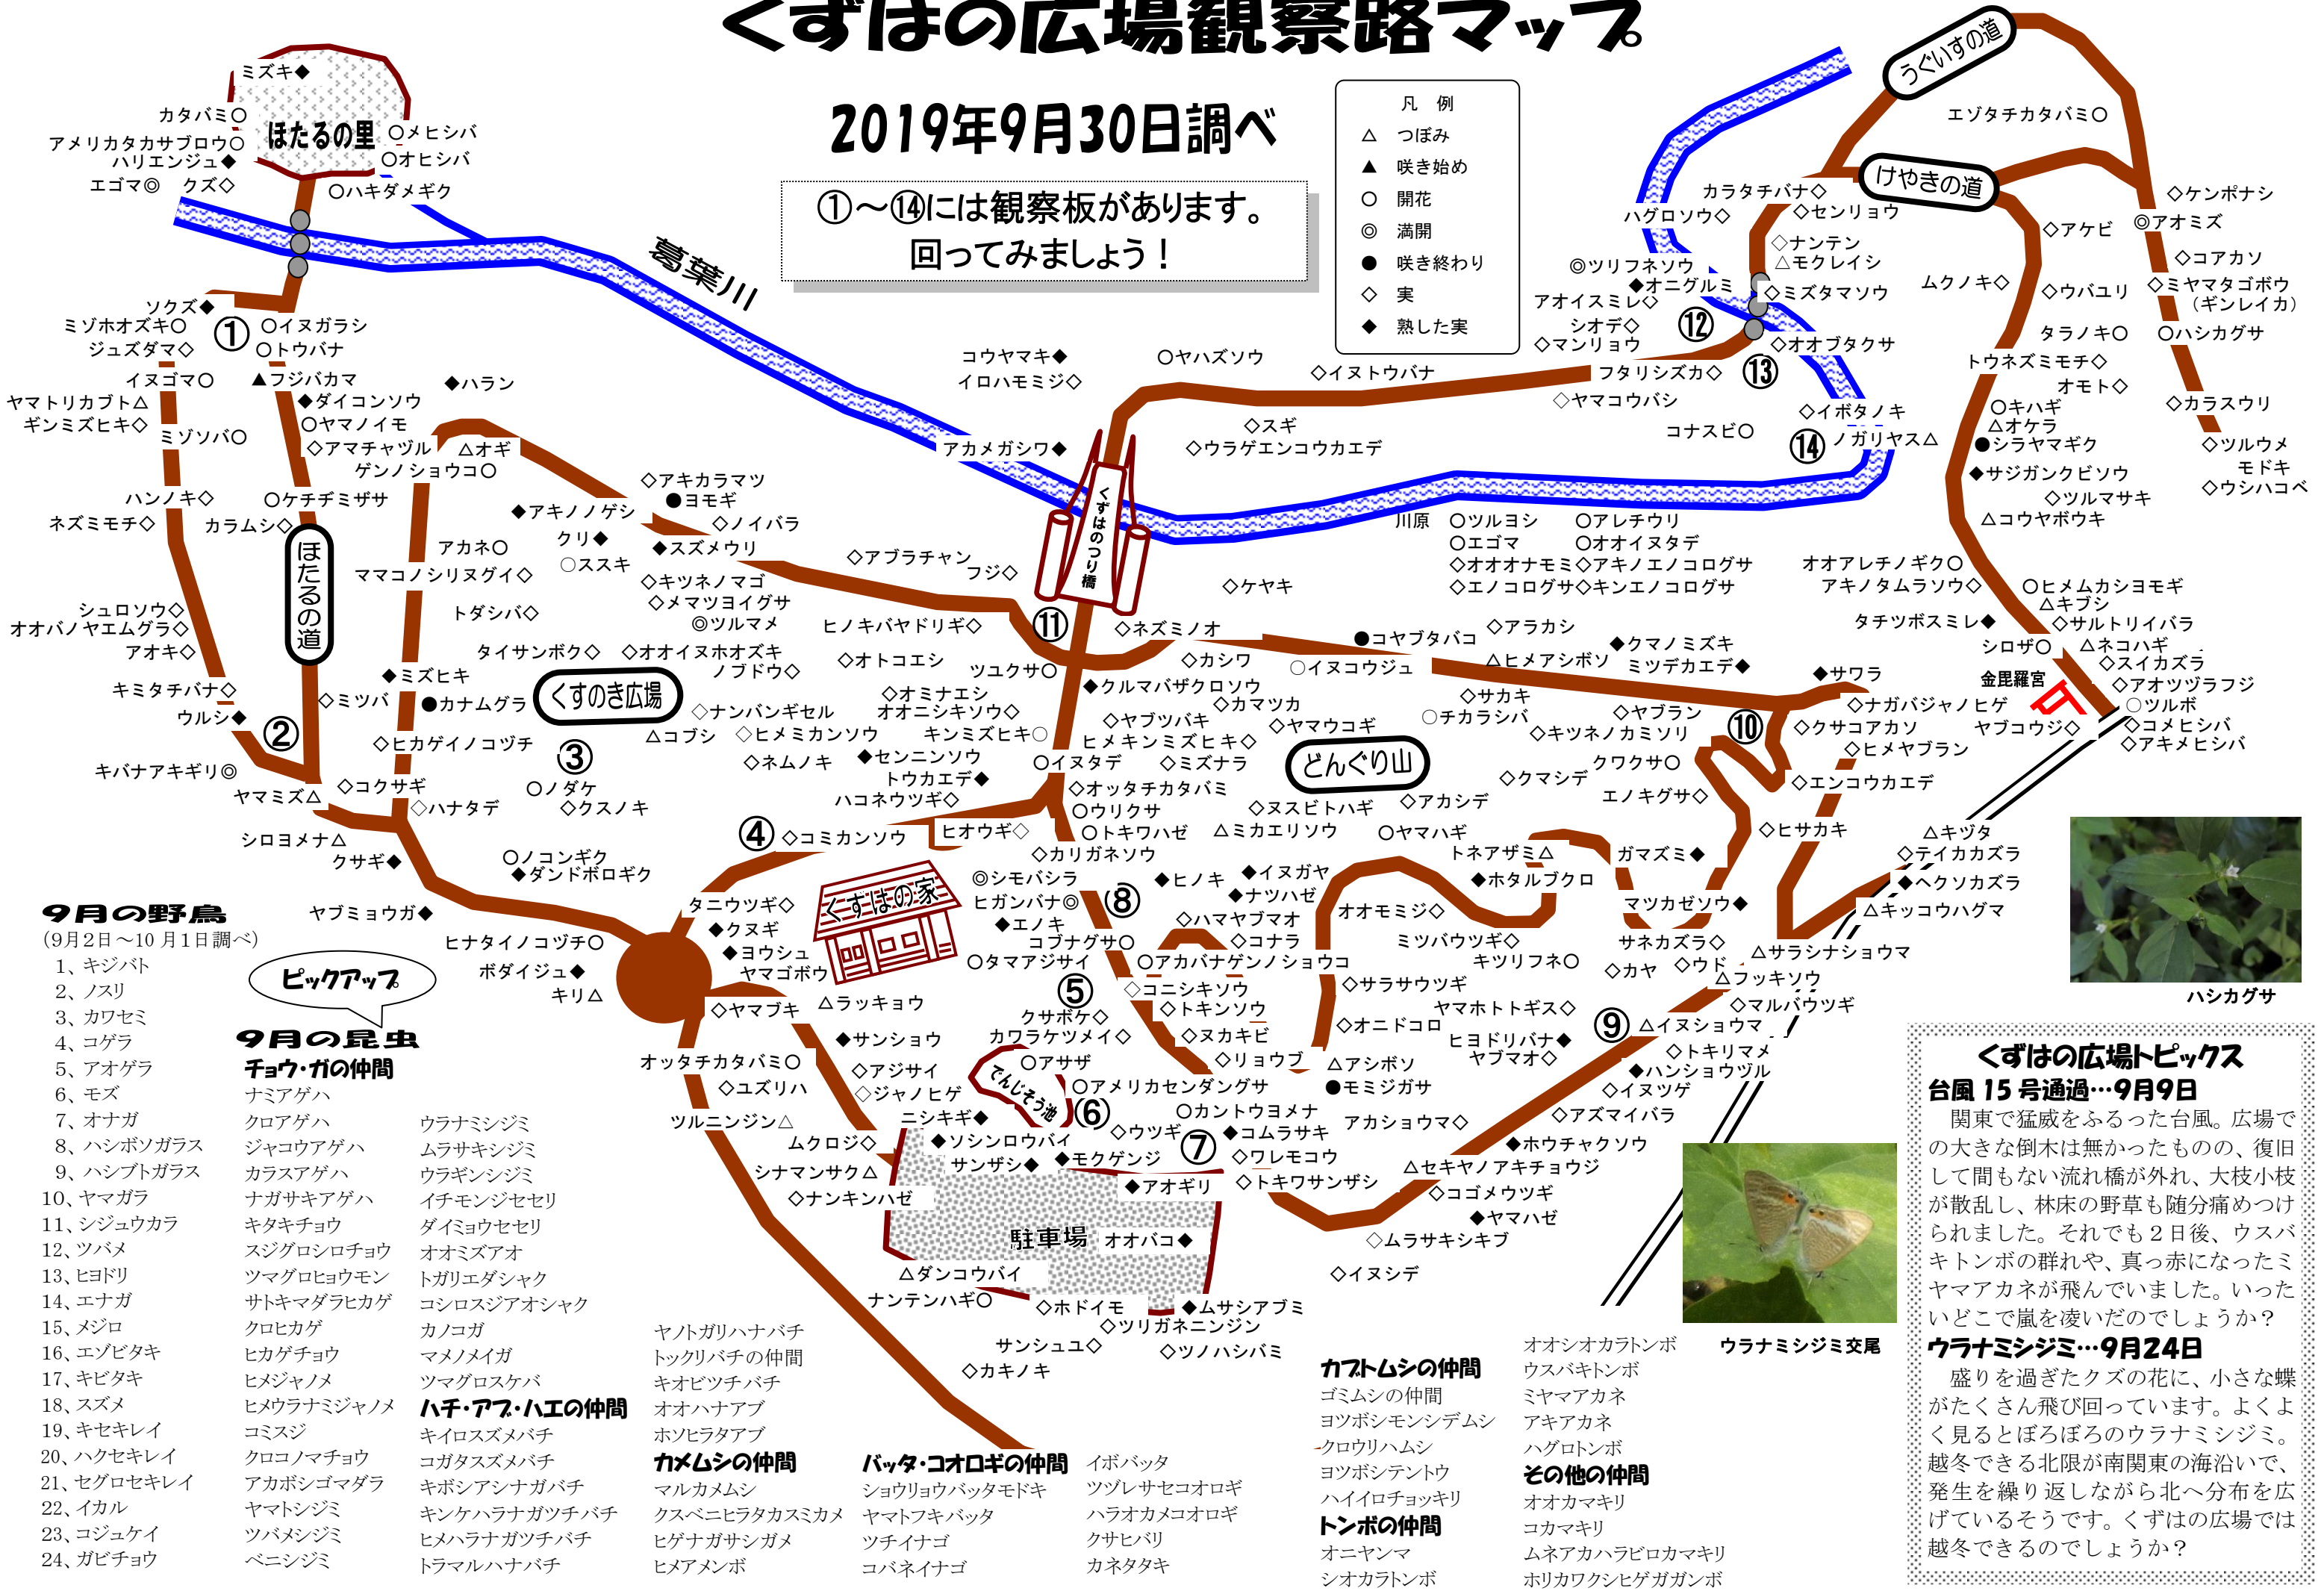 くずはの広場観察路マップ
2019年9月30日調べ
①～⑭には観察板があります。
回ってみましょう！
凡 例
△ つぼみ
▲ 咲き始め
○ 開花
◎ 満開
● 咲き終わり
◇ 実
◆ 熟した実
ミズキ◆
カタバミ○
アメリカタカサブロウ○
ハリエンジュ◆
エゴマ◎ クズ◇
ほたるの里
○メヒシバ
○オヒシバ
○ハキダメギク
葛葉川
ソクズ◆
ミゾホオズキ○
ジュズダマ◇
①
○イヌガラシ
○トウバナ
イヌゴマ○
ヤマトリカブト△
ギンミズヒキ◇
ミゾソバ○
▲フジバカマ
◆ダイコンソウ
○ヤマノイモ
◇アマチャヅル
ゲンノショウコ○
◆ハラン
△オギ
ハンノキ◇
ネズミモチ◇
○ケチヂミザサ
カラムシ◇
ほたるの道
◇アキカラマツ
●ヨモギ
◇ノイバラ
◆アキノノゲシ
クリ◆
○ススキ
◆スズメウリ
アカネ○
ママコノシリヌグイ◇
トダシバ◇
◇キツネノマゴ
◇メマツヨイグサ
◎ツルマメ
◇アブラチャン
フジ◇
シュロソウ◇
オオバノヤエムグラ◇
アオキ◇
キミタチバナ◇
ウルシ◆
②
キバナアキギリ◎
ヤマミズ△
シロヨメナ△
クサギ◆
◇ミツバ
◆ミズヒキ
●カナムグラ
◇ヒカゲイノコヅチ
◇コクサギ
◇ハナタデ
タイサンボク◇
◇オオイヌホオズキ
ノブドウ◇
くすのき広場
③
○ノダケ
◇クスノキ
△コブシ
◇ナンバンギセル
◇ヒメミカンソウ
◇ネムノキ
ヒノキバヤドリギ◇
◇オトコエシ
ツユクサ○
◇オミナエシ
オオニシキソウ◇
キンミズヒキ○
◆センニンソウ
トウカエデ◆
ハコネウツギ◇
④
◇コミカンソウ
ヒオウギ◇
くずはの家
○ノコンギク
◆ダンドボロギク
ヤブミョウガ◆
ヒナタイノコヅチ○
ボダイジュ◆
キリ△
タニウツギ◇
◆クヌギ
◆ヨウシュ
ヤマゴボウ
◇ヤマブキ
△ラッキョウ
◆サンショウ
オッタチカタバミ○
◇ユズリハ
◇アジサイ
◇ジャノヒゲ
ツルニンジン△
ムクロジ◇
シナマンサク△
◇ナンキンハゼ
ニシキギ◆
◆ソシンロウバイ
サンザシ◆
◆モクゲンジ
でんじそう池
駐車場
オオバコ◆
◆アオギリ
△ダンコウバイ
ナンテンハギ○
◇ホドイモ
◆ムサシアブミ
◇ツリガネニンジン
サンシュユ◇
◇ツノハシバミ
◇カキノキ
コウヤマキ◆
イロハモミジ◇
アカメガシワ◆
○ヤハズソウ
◇イヌトウバナ
◇スギ
◇ウラゲエンコウカエデ
くずはのつり橋
⑪
◇ネズミノオ
◇ケヤキ
川原
○ツルヨシ ○アレチウリ
○エゴマ ○オオイヌタデ
◇オオオナモミ◇アキノエノコログサ
◇エノコログサ◇キンエノコログサ
◇カシワ
○イヌコウジュ
◆クルマバザクロソウ
◇カマツカ
◇ヤブツバキ
◇ヤマウコギ
ヒメキンミズヒキ◇
○イヌタデ
◇ミズナラ
どんぐり山
◇オッタチカタバミ
○ウリクサ
○トキワハゼ
◇カリガネソウ
◇ヌスビトハギ
△ミカエリソウ
◇アカシデ
○ヤマハギ
●コヤブタバコ
◇アラカシ
△ヒメアシボソ
◇サカキ
○チカラシバ
◇クマシデ
◆クマノミズキ
ミツデカエデ◆
◇ヤブラン
◇キツネノカミソリ
⑩
クワクサ○
エノキグサ◇
◆サワラ
◇ナガバジャノヒゲ
◇クサコアカソ
◇ヒメヤブラン
◇エンコウカエデ
◇ヒサカキ
トネアザミ△
◆ホタルブクロ
ガマズミ◆
マツカゼソウ◆
オオモミジ◇
ミツバウツギ◇
キツリフネ○
サネカズラ◇
◇カヤ ◇ウド
△サラシナショウマ
△フッキソウ
◇マルバウツギ
◎シモバシラ
ヒガンバナ◎
◆エノキ
コブナグサ○
○タマアジサイ
⑧
◆ヒノキ
◆イヌガヤ
◆ナツハゼ
◇ハマヤブマオ
◇コナラ
○アカバナゲンノショウコ
⑤
クサボケ◇
カワラケツメイ◇
○アサザ
◇コニシキソウ
◇トキンソウ
◇ヌカキビ
◇リョウブ
◇サラサウツギ
◇オニドコロ
ヤマホトトギス◇
ヒヨドリバナ◆
ヤブマオ◇
⑨
△イヌショウマ
◇トキリマメ
◆ハンショウヅル
◇イヌツゲ
◇アズマイバラ
○アメリカセンダングサ
⑥
◇ウツギ
⑦
○カントウヨメナ
◆コムラサキ
◇ワレモコウ
◇トキワサンザシ
△アシボソ
●モミジガサ
アカショウマ◇
◆ホウチャクソウ
△セキヤノアキチョウジ
◇コゴメウツギ
◆ヤマハゼ
◇ムラサキシキブ
◇イヌシデ
うぐいすの道
けやきの道
エゾタチカタバミ○
カラタチバナ◇
ハグロソウ◇
◇センリョウ
◇ナンテン
△モクレイシ
◎ツリフネソウ
◆オニグルミ
アオイスミレ◇
シオデ◇
◇マンリョウ
◇ミズタマソウ
⑫
◇オオブタクサ
⑬
フタリシズカ◇
◇ヤマコウバシ
コナスビ○
◇イボタノキ
⑭
ノガリヤス△
◇ケンポナシ
◎アオミズ
◇アケビ
◇コアカソ
◇ミヤマタゴボウ
（ギンレイカ）
ムクノキ◇
◇ウバユリ
タラノキ○
○ハシカグサ
トウネズミモチ◇
オモト◇
○キハギ
△オケラ
●シラヤマギク
◆サジガンクビソウ
◇ツルマサキ
△コウヤボウキ
◇カラスウリ
◇ツルウメ
モドキ
◇ウシハコベ
オオアレチノギク○
アキノタムラソウ◇
タチツボスミレ◆
○ヒメムカシヨモギ
△キブシ
◇サルトリイバラ
シロザ○
△ネコハギ
◇スイカズラ
金毘羅宮
◇アオツヅラフジ
○ツルボ
ヤブコウジ◇
◇コメヒシバ
◇アキメヒシバ
△キヅタ
◇テイカカズラ
◆ヘクソカズラ
△キッコウハグマ
ハシカグサ
ウラナミシジミ交尾
9月の野鳥
（9月2日～10月1日調べ）
1、キジバト
2、ノスリ
3、カワセミ
4、コゲラ
5、アオゲラ
6、モズ
7、オナガ
8、ハシボソガラス
9、ハシブトガラス
10、ヤマガラ
11、シジュウカラ
12、ツバメ
13、ヒヨドリ
14、エナガ
15、メジロ
16、エゾビタキ
17、キビタキ
18、スズメ
19、キセキレイ
20、ハクセキレイ
21、セグロセキレイ
22、イカル
23、コジュケイ
24、ガビチョウ
ピックアップ
9月の昆虫
チョウ・ガの仲間
ナミアゲハ
クロアゲハ
ジャコウアゲハ
カラスアゲハ
ナガサキアゲハ
キタキチョウ
スジグロシロチョウ
ツマグロヒョウモン
サトキマダラヒカゲ
クロヒカゲ
ヒカゲチョウ
ヒメジャノメ
ヒメウラナミジャノメ
コミスジ
クロコノマチョウ
アカボシゴマダラ
ヤマトシジミ
ツバメシジミ
ベニシジミ
ウラナミシジミ
ムラサキシジミ
ウラギンシジミ
イチモンジセセリ
ダイミョウセセリ
オオミズアオ
トガリエダシャク
コシロスジアオシャク
カノコガ
マメノメイガ
ツマグロスケバ
ハチ・アブ・ハエの仲間
キイロスズメバチ
コガタスズメバチ
キボシアシナガバチ
キンケハラナガツチバチ
ヒメハラナガツチバチ
トラマルハナバチ
ヤノトガリハナバチ
トックリバチの仲間
キオビツチバチ
オオハナアブ
ホソヒラタアブ
カメムシの仲間
マルカメムシ
クスベニヒラタカスミカメ
ヒゲナガサシガメ
ヒメアメンボ
バッタ・コオロギの仲間
ショウリョウバッタモドキ
ヤマトフキバッタ
ツチイナゴ
コバネイナゴ
イボバッタ
ツヅレサセコオロギ
ハラオカメコオロギ
クサヒバリ
カネタタキ
カブトムシの仲間
ゴミムシの仲間
ヨツボシモンシデムシ
クロウリハムシ
ヨツボシテントウ
ハイイロチョッキリ
トンボの仲間
オニヤンマ
シオカラトンボ
オオシオカラトンボ
ウスバキトンボ
ミヤマアカネ
アキアカネ
ハグロトンボ
その他の仲間
オオカマキリ
コカマキリ
ムネアカハラビロカマキリ
ホリカワクシヒゲガガンボ
くずはの広場トピックス
台風15号通過…9月9日
関東で猛威をふるった台風。広場で
の大きな倒木は無かったものの、復旧
して間もない流れ橋が外れ、大枝小枝
が散乱し、林床の野草も随分痛めつけ
られました。それでも２日後、ウスバ
キトンボの群れや、真っ赤になったミ
ヤマアカネが飛んでいました。いった
いどこで嵐を凌いだのでしょうか？
ウラナミシジミ…9月24日
盛りを過ぎたクズの花に、小さな蝶
がたくさん飛び回っています。よくよ
く見るとぼろぼろのウラナミシジミ。
越冬できる北限が南関東の海沿いで、
発生を繰り返しながら北へ分布を広
げているそうです。くずはの広場では
越冬できるのでしょうか？